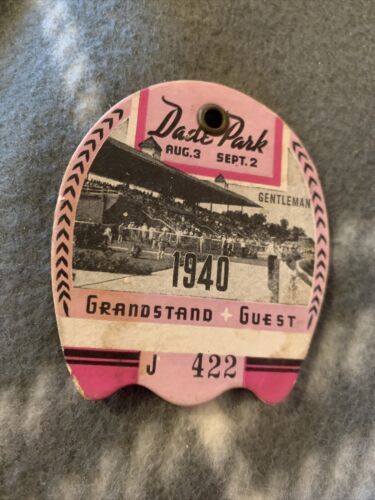 Dade Park
AUG. 3 SEPT. 2
GENTLEMAN
1940
GRANDSTAND + GUEST
J 422